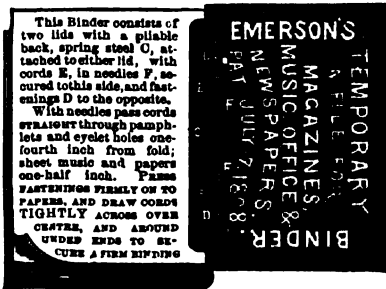 This Binder consists of
two lids with a pliable
back, spring steel C, at-
tached to either lid, with
cords E, in needles F, se-
cured to this side, and fast-
enings D to the opposite.
With needles pass cords
STRAIGHT through pamph-
lets and eyelet holes one-
fourth inch from fold;
sheet music and papers
one-half inch. PRESS
FASTENINGS FIRMLY ON TO
PAPERS, AND DRAW CORDS
TIGHTLY ACROSS OVER
CENTRE, AND AROUND
UNDER ENDS TO SE-
CURE A FIRM BINDING
EMERSON'S
TEMPORARY
A FILE FOR
MAGAZINES
MUSIC, OFFICE &
NEWSPAPERS.
PAT. JULY 7, 1868.
BINDER.
E
F
F
D